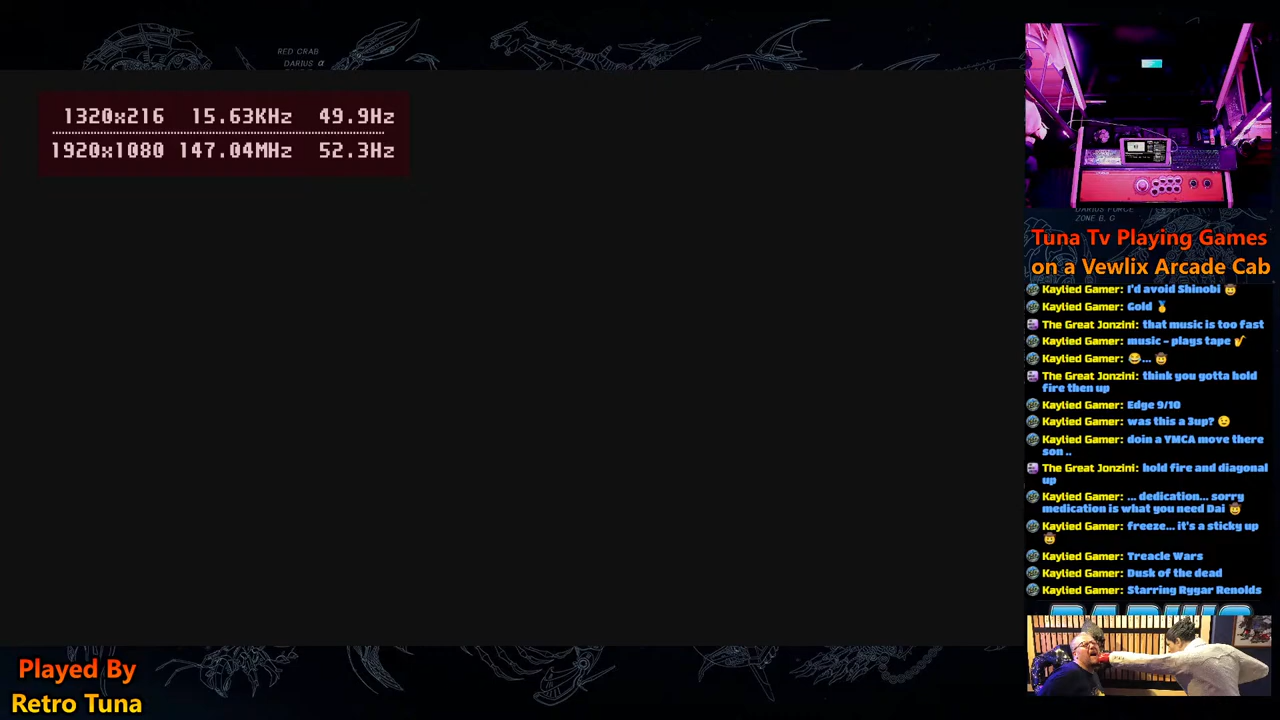 RED CRAB
DARIUS α
1320x216 15.63KHz 49.9Hz
1920x1080 147.04MHz 52.3Hz
DARIUS FORCE
ZONE B, G
Tuna Tv Playing Games
on a Vewlix Arcade Cab
Kaylied Gamer: I'd avoid Shinobi 🤠
Kaylied Gamer: Gold 🏅
The Great Jonzini: that music is too fast
Kaylied Gamer: music - plays tape 🎷
Kaylied Gamer: 😂... 🤠
The Great Jonzini: think you gotta hold
fire then up
Kaylied Gamer: Edge 9/10
Kaylied Gamer: was this a 3up? 😉
Kaylied Gamer: doin a YMCA move there
son ..
The Great Jonzini: hold fire and diagonal
up
Kaylied Gamer: ... dedication... sorry
medication is what you need Dai 🤠
Kaylied Gamer: freeze... it's a sticky up
🤠
Kaylied Gamer: Treacle Wars
Kaylied Gamer: Dusk of the dead
Kaylied Gamer: Starring Rygar Renolds
Played By
Retro Tuna